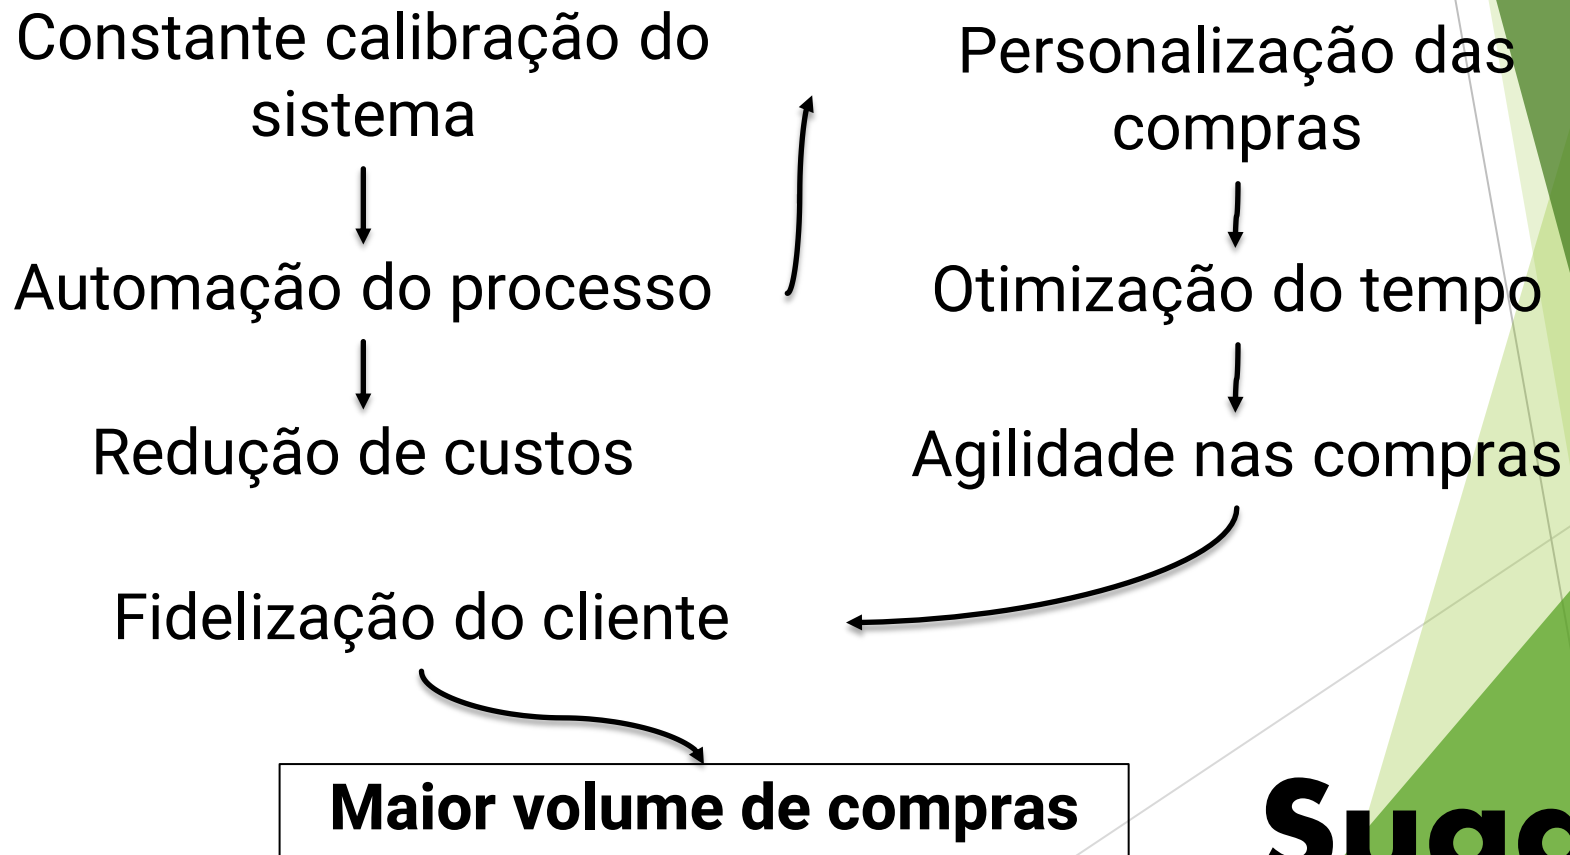 Constante calibração do
sistema
Automação do processo
Redução de custos
Personalização das
compras
Otimização do tempo
Agilidade nas compras
Fidelização do cliente
Maior volume de compras